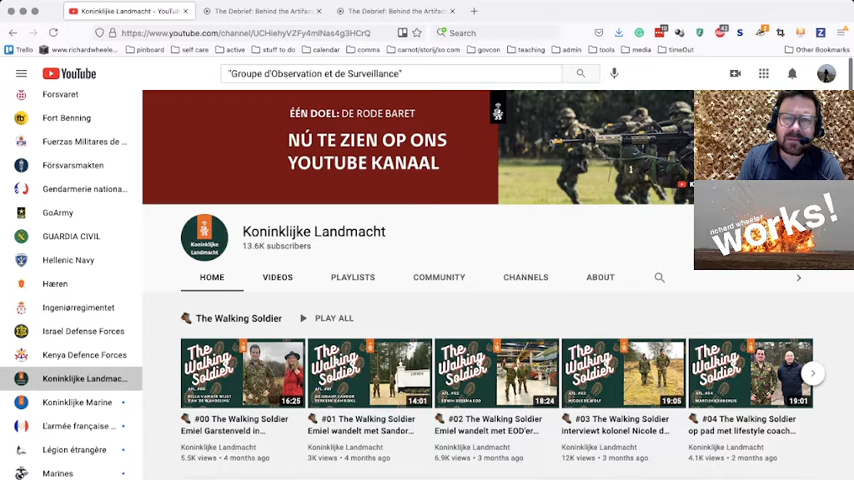 Koninklijke Landmacht - YouTub
The Debrief: Behind the Artifac
The Debrief: Behind the Artifac
https://www.youtube.com/channel/UCHiehyVZFy4mlNas4g3HCrQ
Search
Trello
www.richardwheele
pinboard
self care
active
stuff to do
calendar
comms
carnot/storij/so com
govcon
teaching
admin
media
timeOut
Other Bookmarks
YouTube
"Groupe d'Observation et de Surveillance"
Forsvaret
Fort Benning
Fuerzas Militares de ...
Försvarsmakten
Gendarmerie nationa...
GoArmy
GUARDIA CIVIL
Hellenic Navy
Hæren
Ingeniørregimentet
Israel Defense Forces
Kenya Defence Forces
Koninklijke Landmac...
Koninklijke Marine
L'armée française ...
Légion étrangère
Marines
ÉÉN DOEL: DE RODE BARET
NÚ TE ZIEN OP ONS
YOUTUBE KANAAL
richard wheeler
works!
Koninklijke
Landmacht
Koninklijke Landmacht
13.6K subscribers
HOME
VIDEOS
PLAYLISTS
COMMUNITY
CHANNELS
ABOUT
The Walking Soldier
PLAY ALL
The Walking Soldier
16:25
#00 The Walking Soldier
Emiel Garstenveld in...
Koninklijke Landmacht
5.5K views • 4 months ago
The Walking Soldier
14:01
#01 The Walking Soldier
Emiel wandelt met Sandor...
Koninklijke Landmacht
3K views • 4 months ago
The Walking Soldier
18:24
#02 The Walking Soldier
Emiel wandelt met EOD'er...
Koninklijke Landmacht
6.9K views • 3 months ago
The Walking Soldier
19:05
#03 The Walking Soldier
interviewt kolonel Nicole d...
Koninklijke Landmacht
12K views • 3 months ago
The Walking Soldier
19:01
#04 The Walking Soldier
op pad met lifestyle coach...
Koninklijke Landmacht
4.1K views • 2 months ago